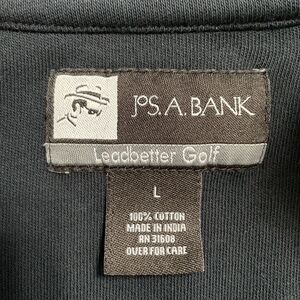 JoS. A. BANK
Leadbetter Golf
L
100% COTTON
MADE IN INDIA
RN 31608
OVER FOR CARE